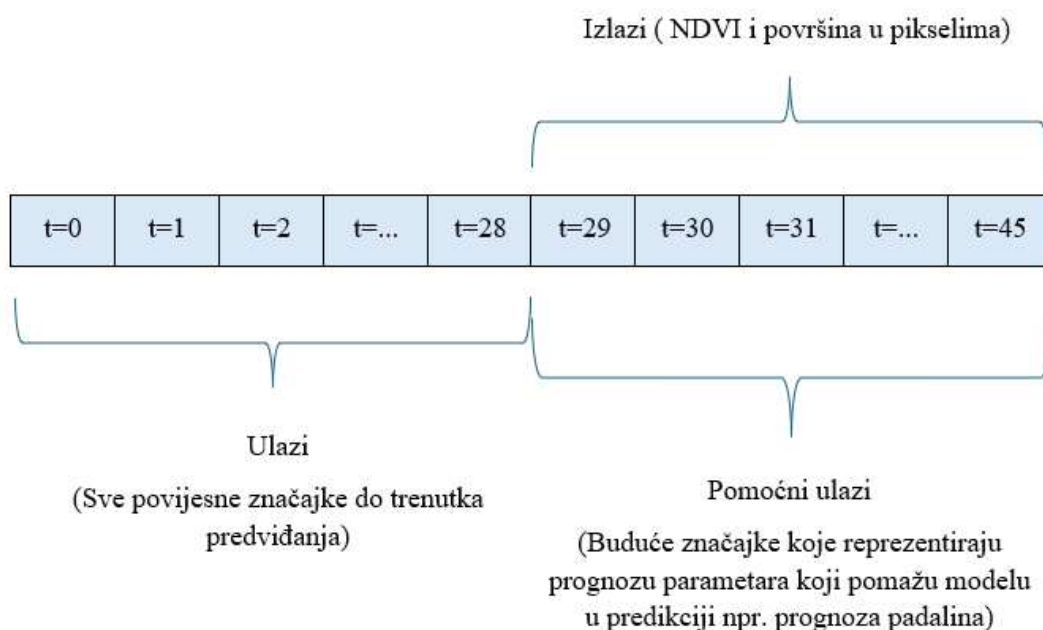 Izlazi ( NDVI i površina u pikselima)
t=0 t=1 t=2 t=... t=28 t=29 t=30 t=31 t=... t=45
Ulazi
(Sve povijesne značajke do trenutka
predviđanja)
Pomoćni ulazi
(Buduće značajke koje reprezentiraju
prognozu parametara koji pomažu modelu
u predikciji npr. prognoza padalina)